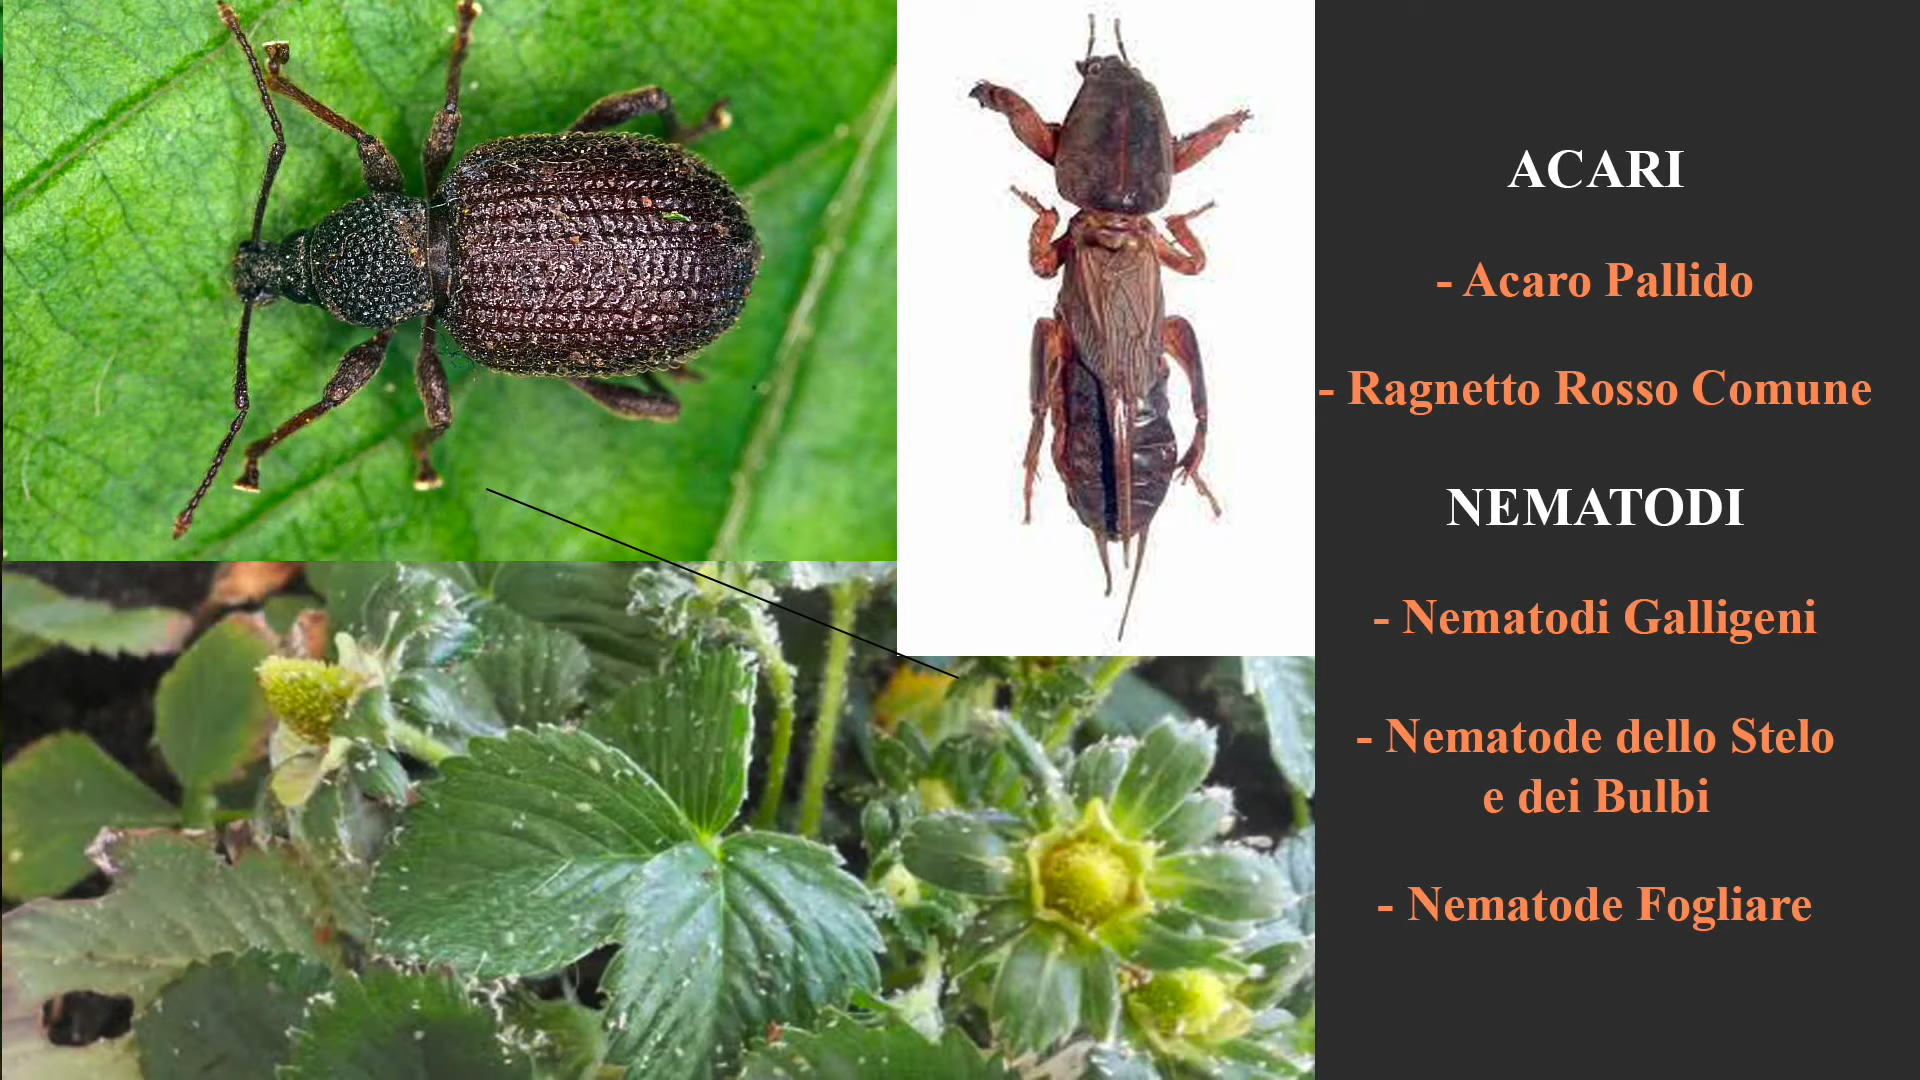 ACARI
- Acaro Pallido
- Ragnetto Rosso Comune
NEMATODI
- Nematodi Galligeni
- Nematode dello Stelo
e dei Bulbi
- Nematode Fogliare